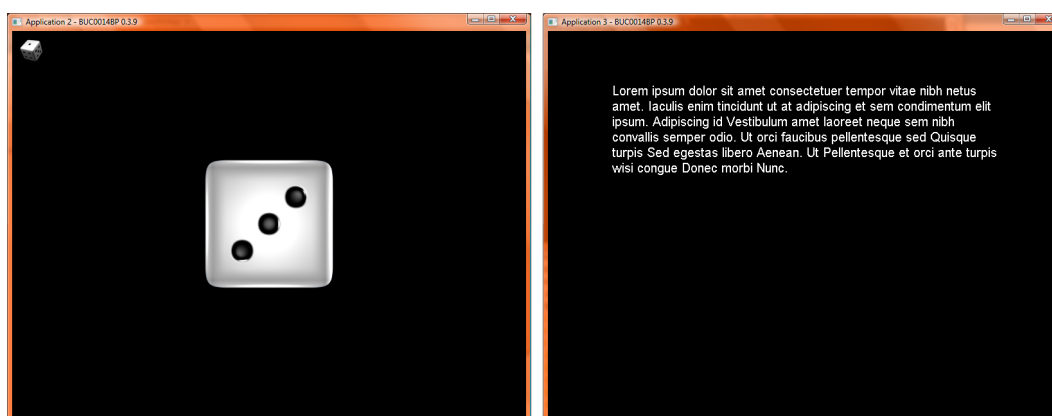 Application 2 - BUC0014BP 0.3.9
Application 3 - BUC0014BP 0.3.9
Lorem ipsum dolor sit amet consectetuer tempor vitae nibh netus
amet. Iaculis enim tincidunt ut at adipiscing et sem condimentum elit
ipsum. Adipiscing id Vestibulum amet laoreet neque sem nibh
convallis semper odio. Ut orci faucibus pellentesque sed Quisque
turpis Sed egestas libero Aenean. Ut Pellentesque et orci ante turpis
wisi congue Donec morbi Nunc.